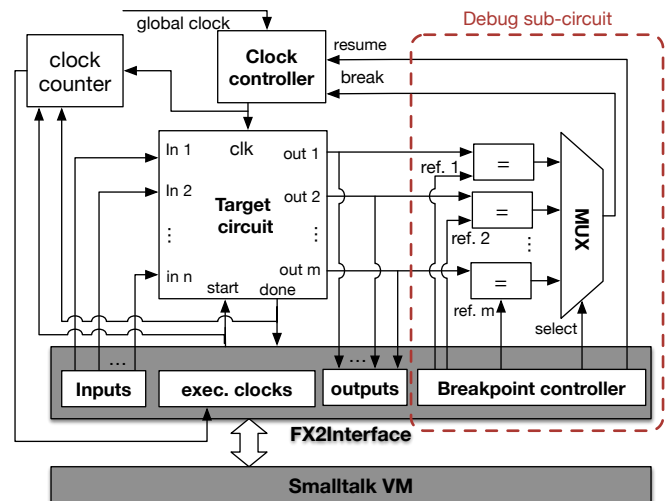 Debug sub-circuit
global clock
clock
counter
Clock
controller
resume
break
In 1
clk
out 1
ref. 1
=
In 2
out 2
=
Target
circuit
ref. 2
MUX
...
...
...
in n
out m
=
start
done
ref. m
select
...
...
Inputs
exec. clocks
outputs
Breakpoint controller
FX2Interface
Smalltalk VM